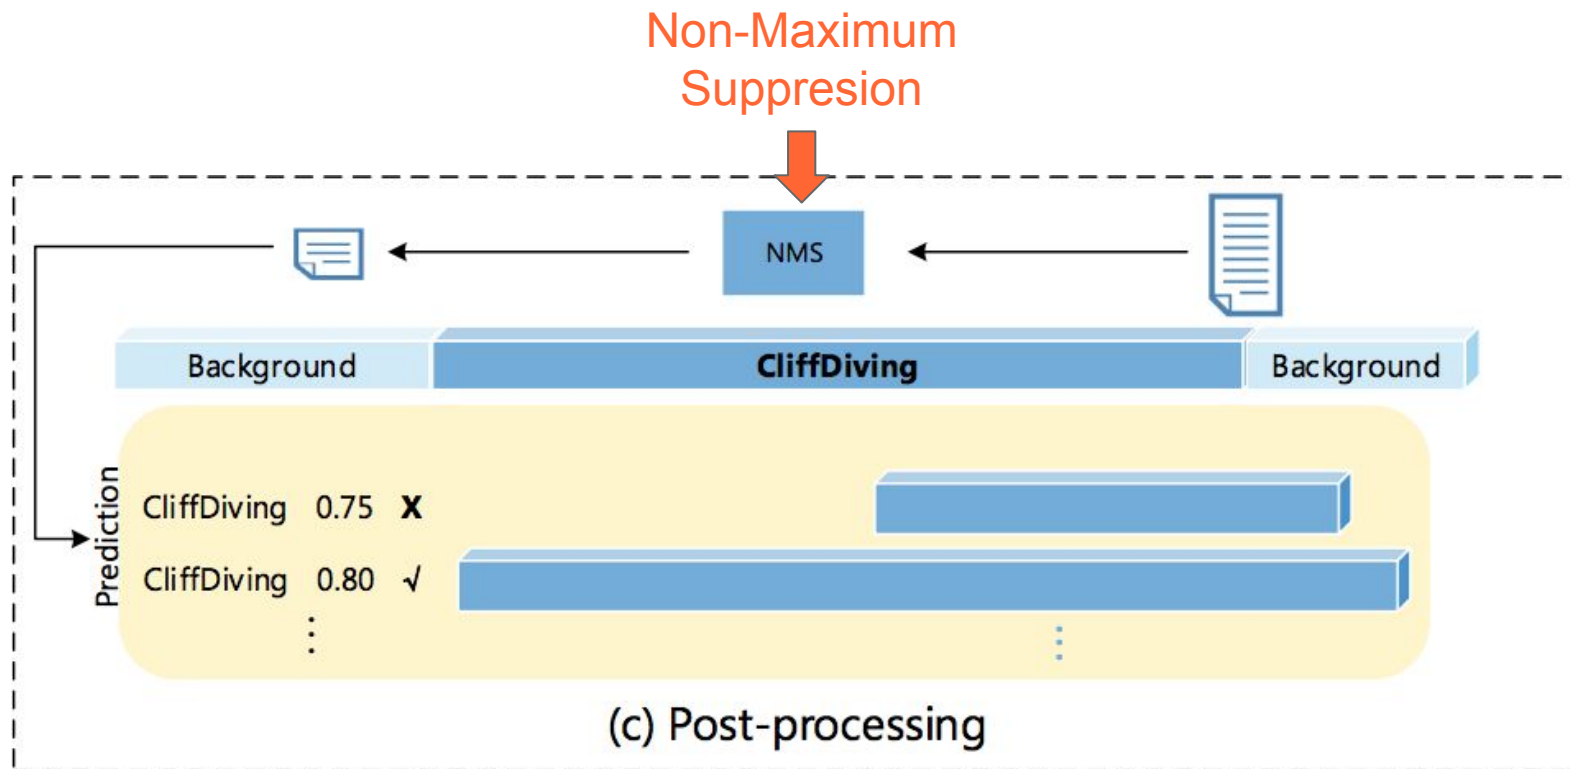 Non-Maximum
Suppresion
NMS
Background
CliffDiving
Background
Prediction
CliffDiving 0.75 X
CliffDiving 0.80 √
⋮ ⋮
(c) Post-processing